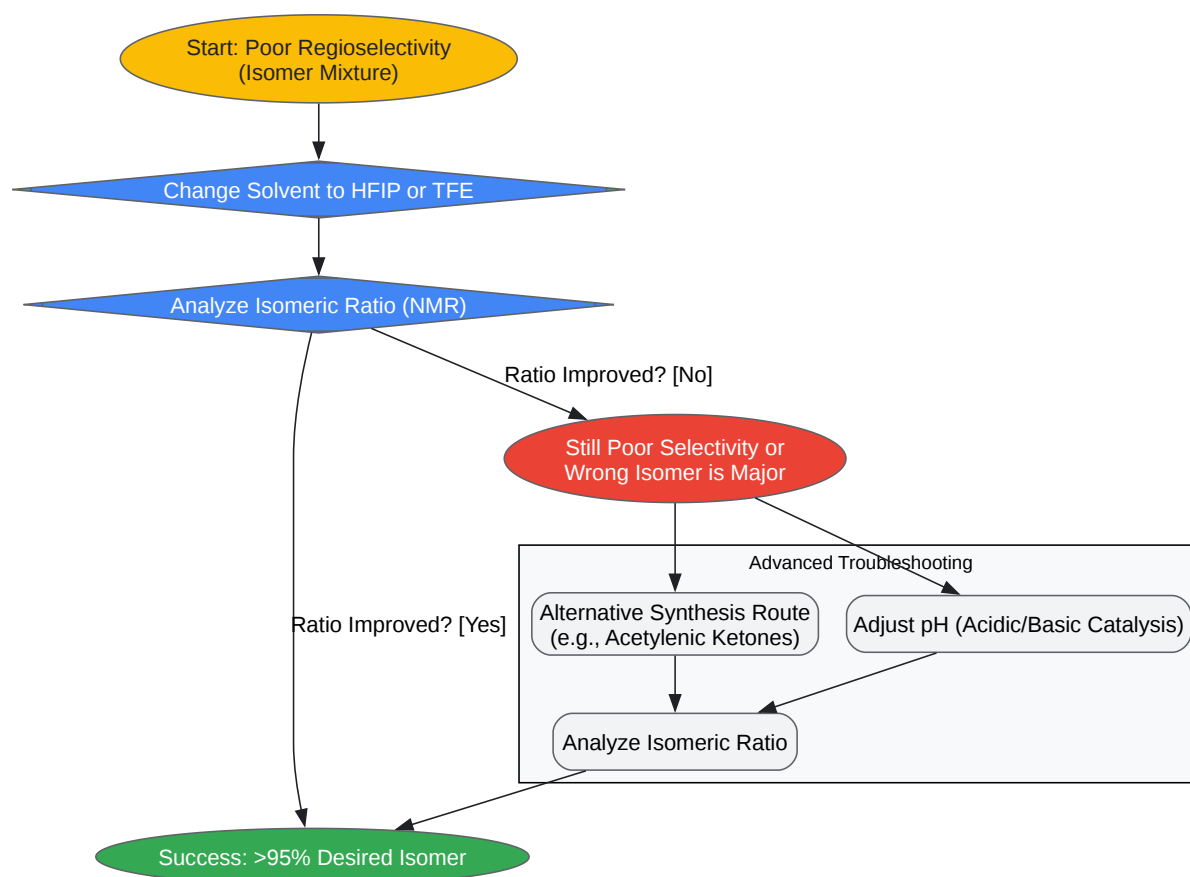 Start: Poor Regioselectivity
(Isomer Mixture)
Change Solvent to HFIP or TFE
Analyze Isomeric Ratio (NMR)
Ratio Improved? [No]
Still Poor Selectivity or
Wrong Isomer is Major
Advanced Troubleshooting
Alternative Synthesis Route
(e.g., Acetylenic Ketones)
Adjust pH (Acidic/Basic Catalysis)
Ratio Improved? [Yes]
Analyze Isomeric Ratio
Success: >95% Desired Isomer